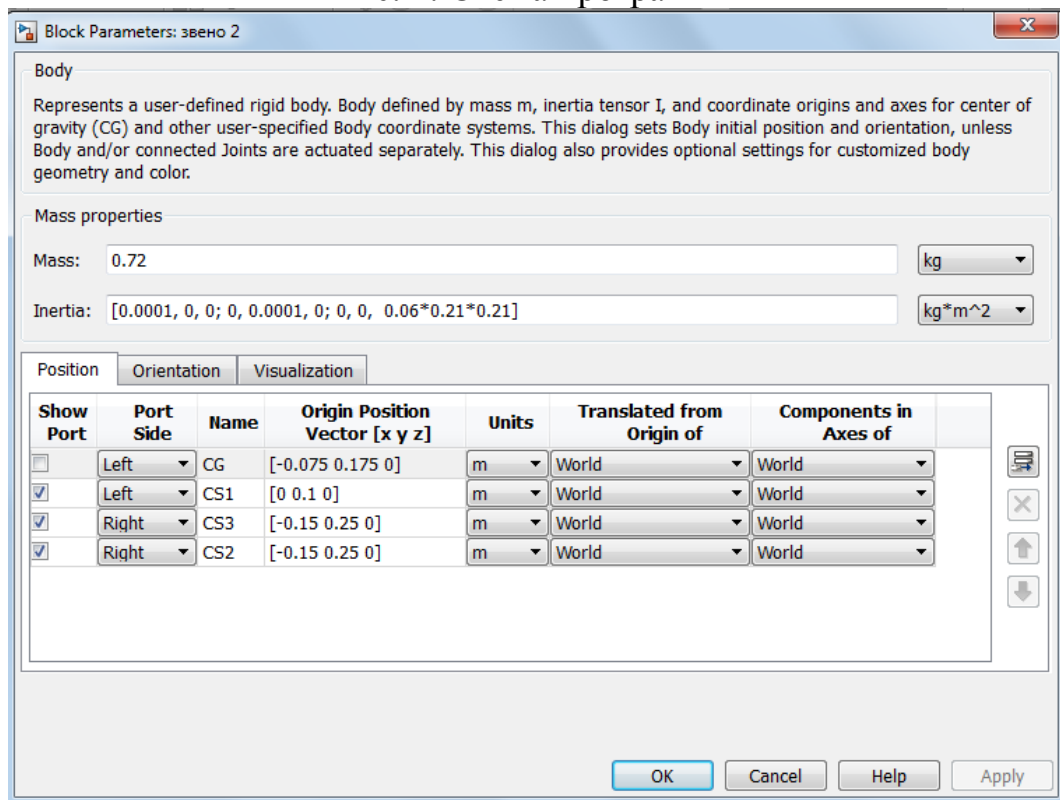 Block Parameters: звено 2
Body
Represents a user-defined rigid body. Body defined by mass m, inertia tensor I, and coordinate origins and axes for center of
gravity (CG) and other user-specified Body coordinate systems. This dialog sets Body initial position and orientation, unless
Body and/or connected Joints are actuated separately. This dialog also provides optional settings for customized body
geometry and color.
Mass properties
Mass: 0.72 kg
Inertia: [0.0001, 0, 0; 0, 0.0001, 0; 0, 0, 0.06*0.21*0.21] kg*m^2
Position Orientation Visualization
Show Port Port Side Name Origin Position Vector [x y z] Units Translated from Origin of Components in Axes of
Left CG [-0.075 0.175 0] m World World
Left CS1 [0 0.1 0] m World World
Right CS3 [-0.15 0.25 0] m World World
Right CS2 [-0.15 0.25 0] m World World
OK Cancel Help Apply